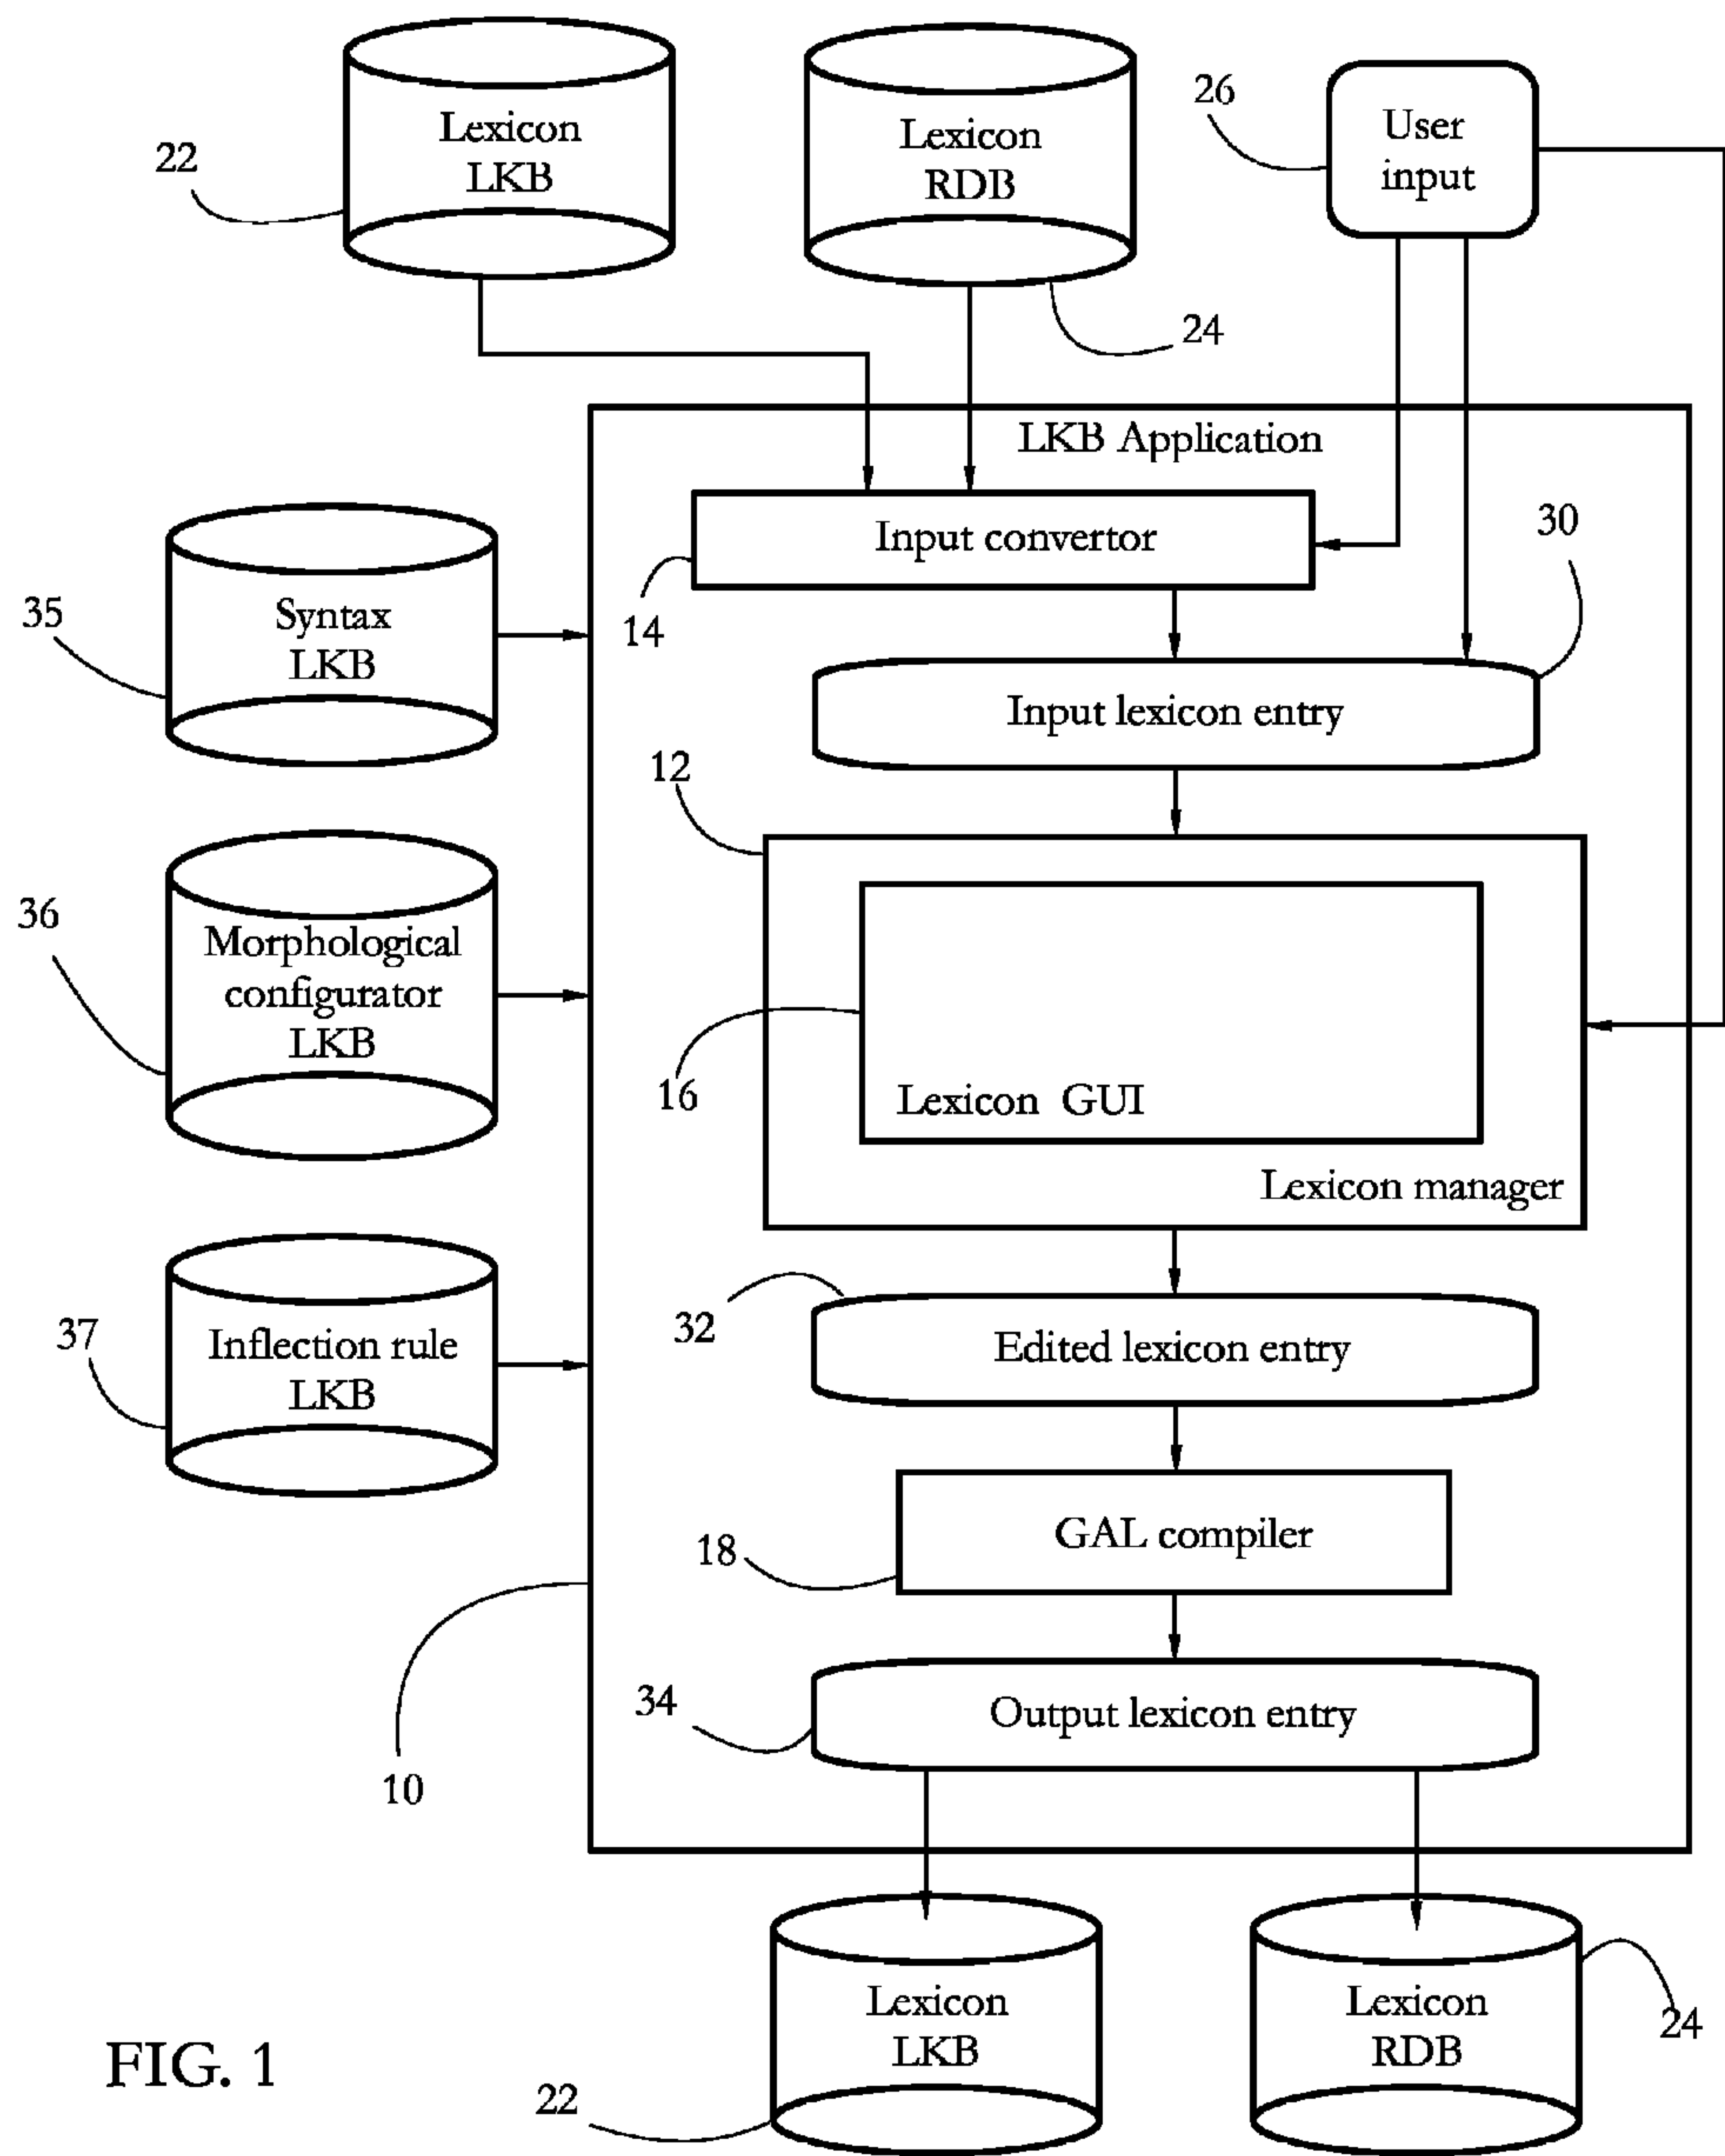 Lexicon
LKB
22
Lexicon
RDB
24
26
User
input
LKB Application
Input convertor
14
30
Syntax
LKB
35
Input lexicon entry
12
36
Morphological
configurator
LKB
16
Lexicon GUI
Lexicon manager
37
Inflection rule
LKB
32
Edited lexicon entry
18
GAL compiler
34
Output lexicon entry
10
Lexicon
LKB
22
Lexicon
RDB
24
FIG. 1